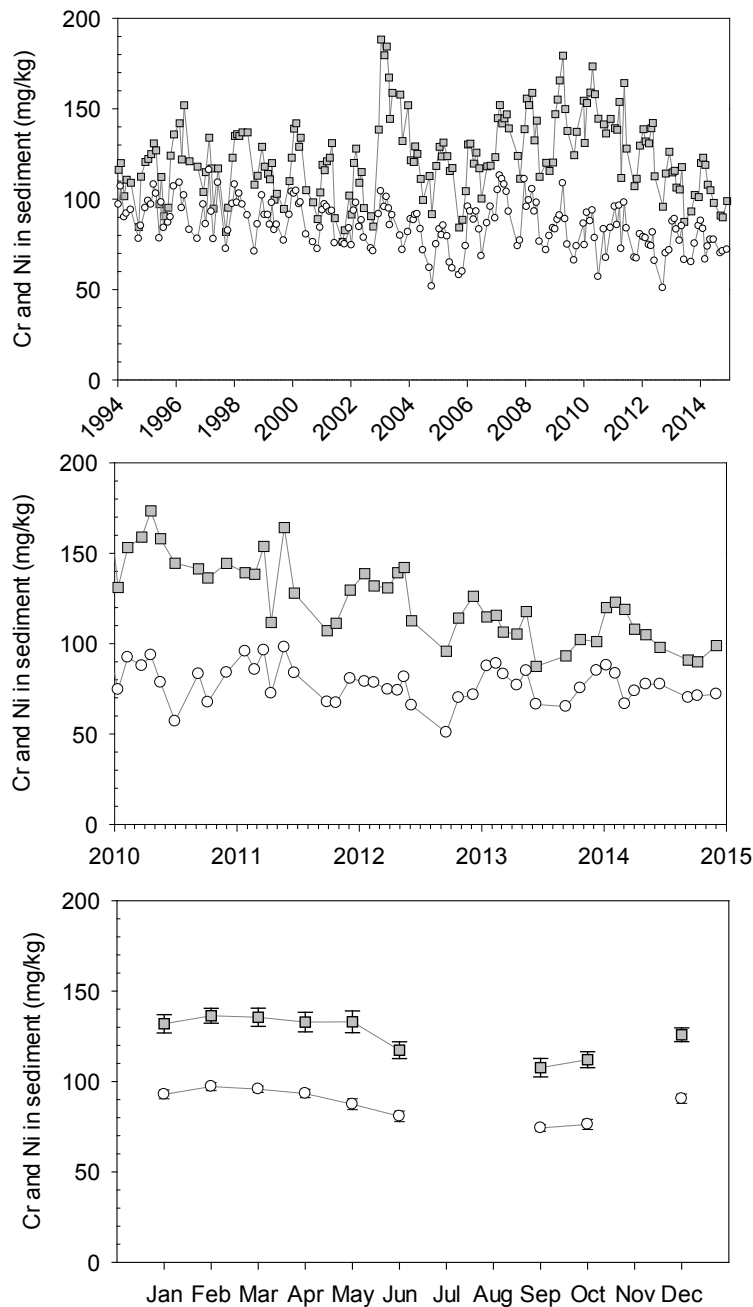 200
150
100
50
0
Cr and Ni in sediment (mg/kg)
1994 1996 1998 2000 2002 2004 2006 2008 2010 2012 2014
200
150
100
50
0
Cr and Ni in sediment (mg/kg)
2010 2011 2012 2013 2014 2015
200
150
100
50
0
Cr and Ni in sediment (mg/kg)
Jan Feb Mar Apr May Jun Jul Aug Sep Oct Nov Dec